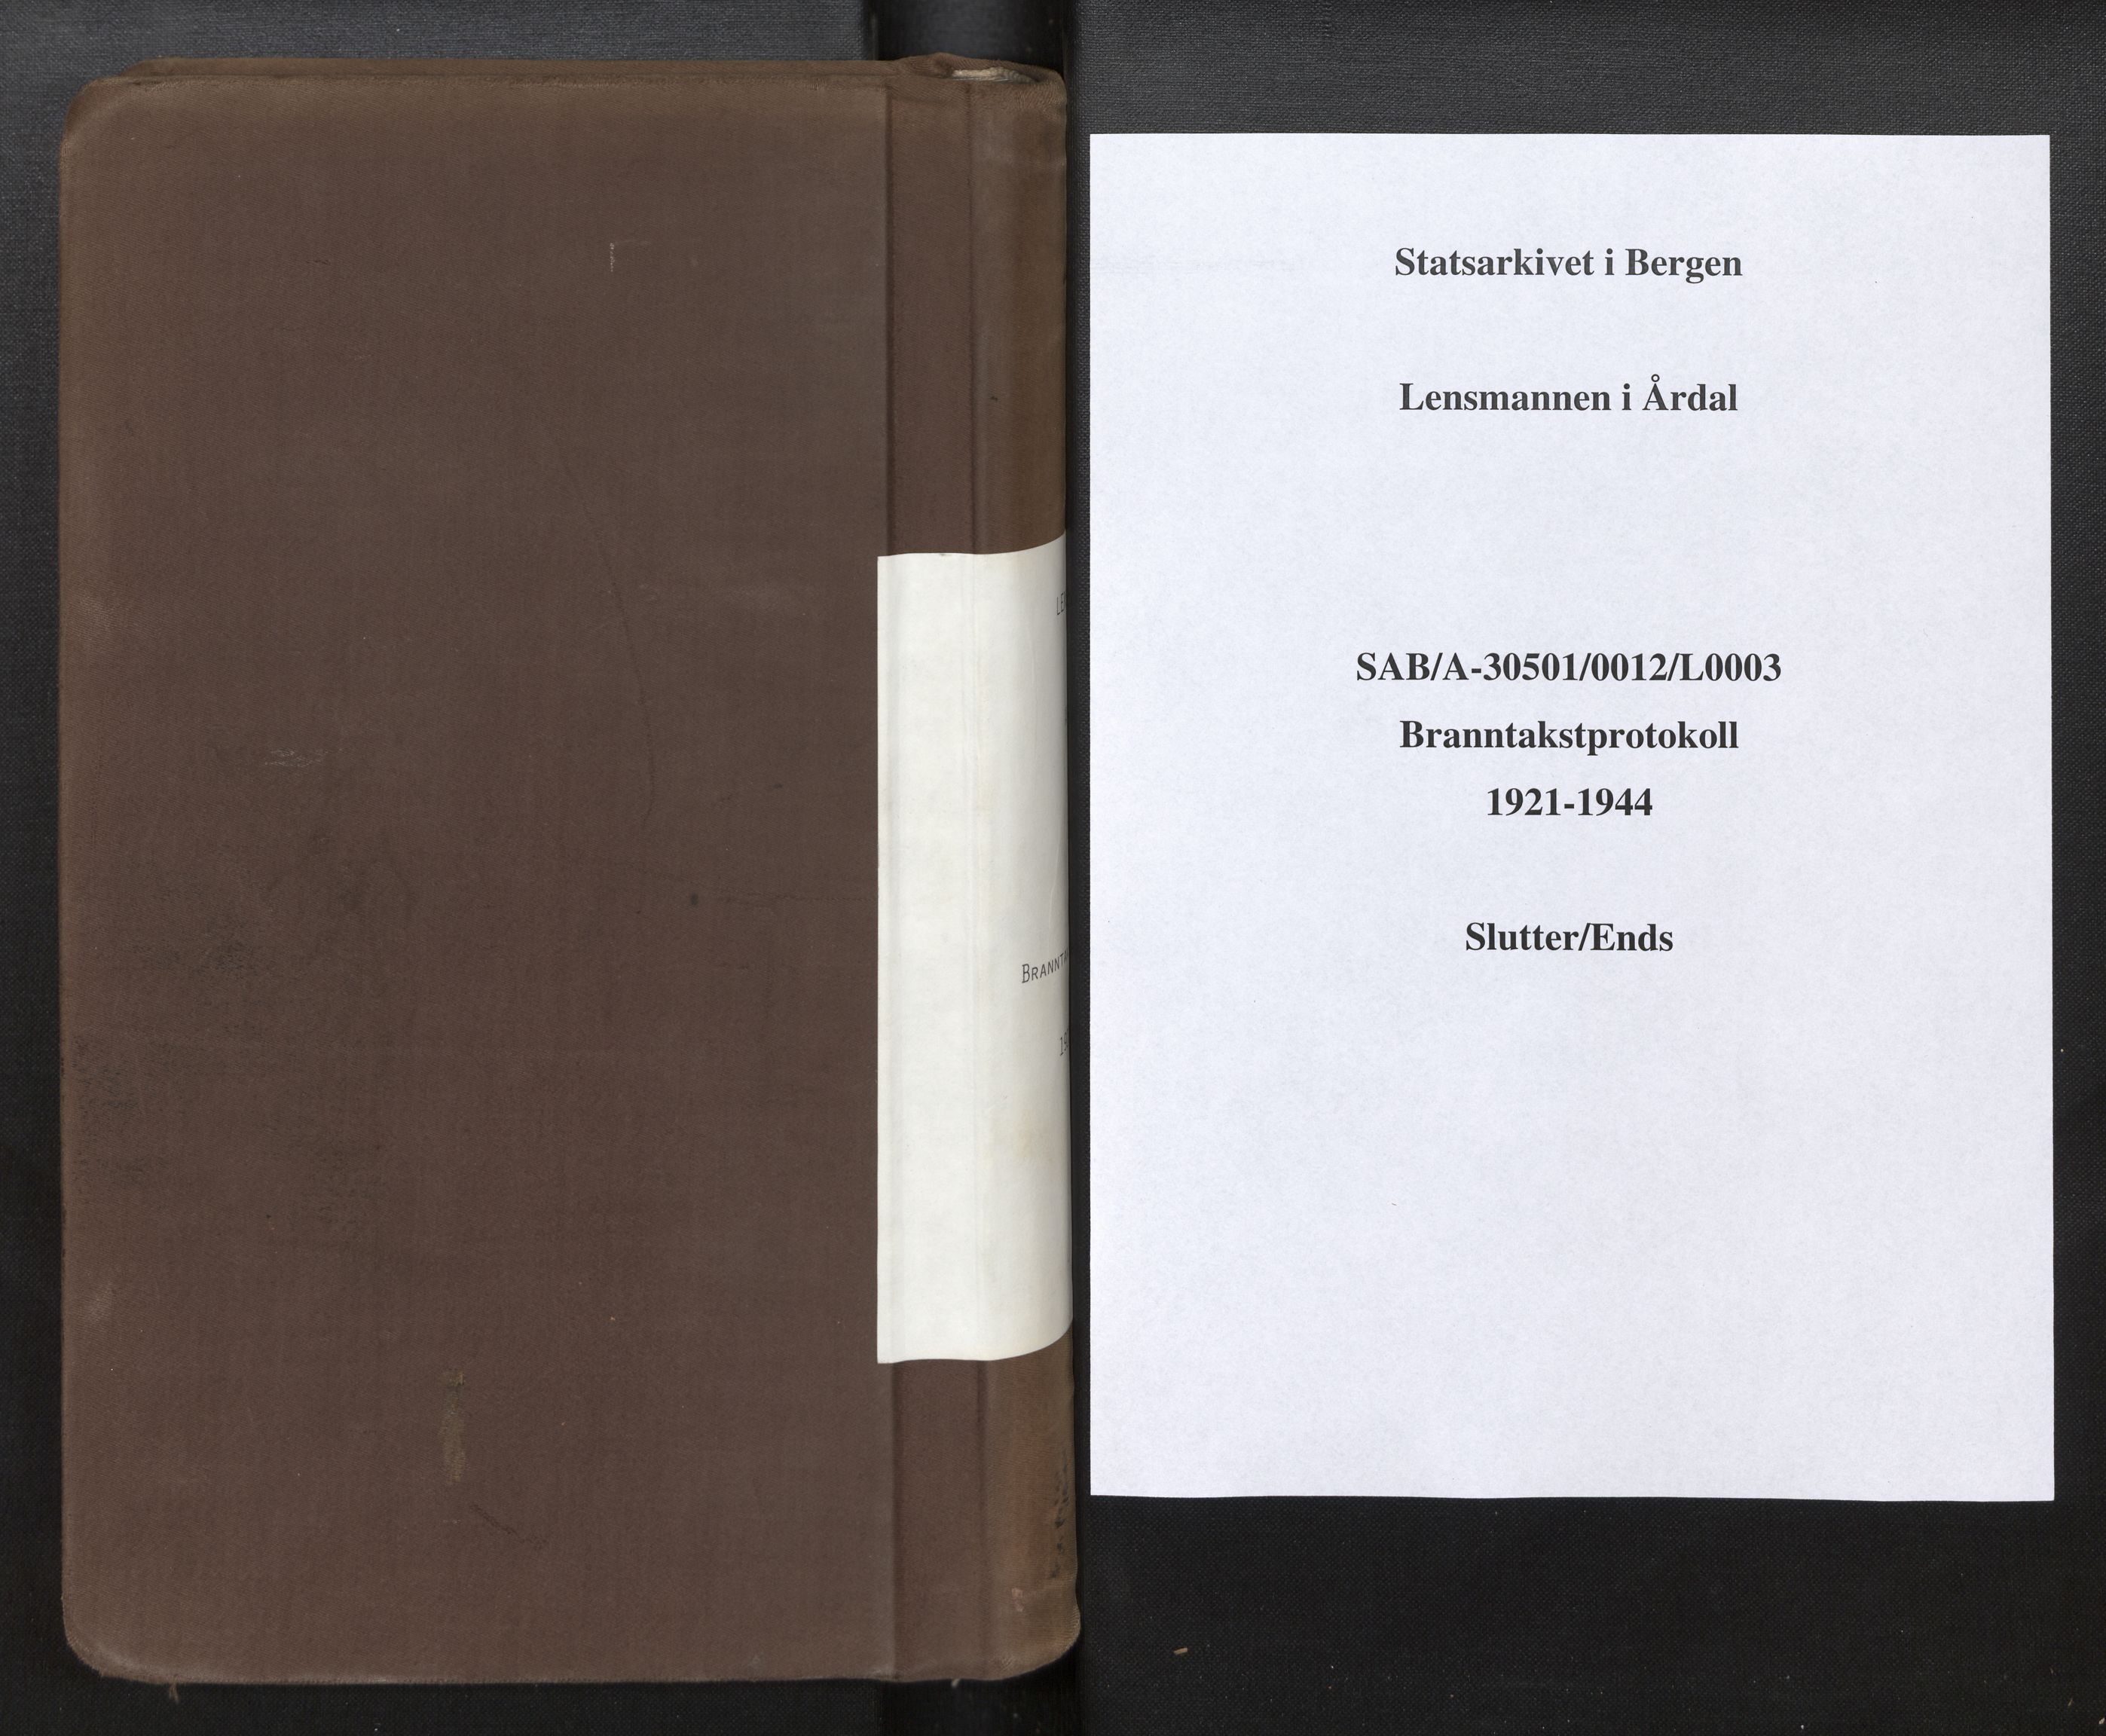 Statsarkivet i Bergen
Lensmannen i Årdal
SAB/A-30501/0012/L0003
Branntakstprotokoll
1921-1944
Slutter/Ends